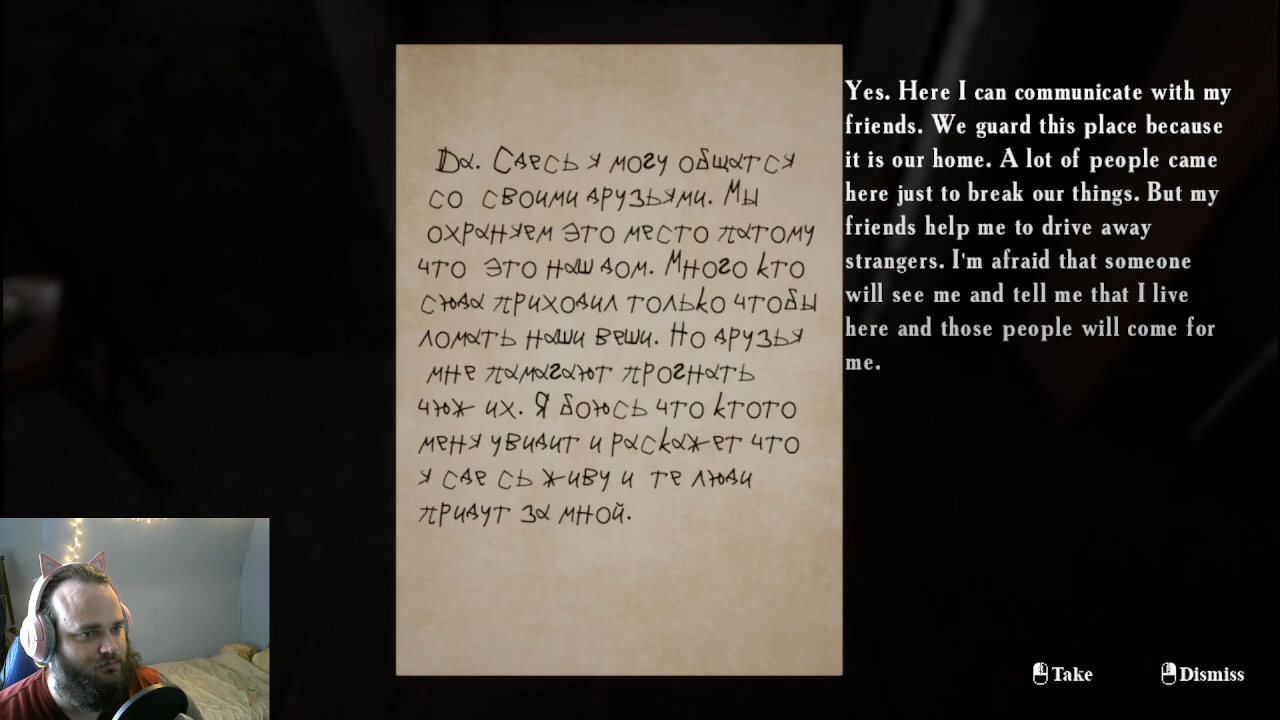 Да. Сдесь я могу общатся
со своими друзьями. Мы
охраняем это место патому
что это наш дом. Много кто
сюда приходил только чтобы
ломать наши веши. Но друзья
мне памагают прогнать
чюж их. Я боюсь что ктото
меня увидит и раскажет что
я сде сь живу и те люди
придут за мной.
Yes. Here I can communicate with my
friends. We guard this place because
it is our home. A lot of people came
here just to break our things. But my
friends help me to drive away
strangers. I'm afraid that someone
will see me and tell me that I live
here and those people will come for
me.
Take
Dismiss